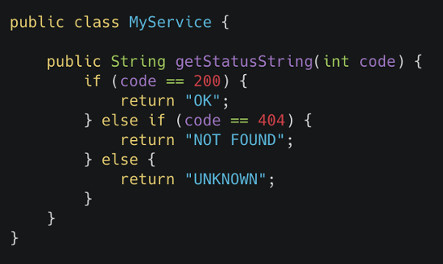 public class MyService {
    public String getStatusString(int code) {
        if (code == 200) {
            return "OK";
        } else if (code == 404) {
            return "NOT FOUND";
        } else {
            return "UNKNOWN";
        }
    }
}